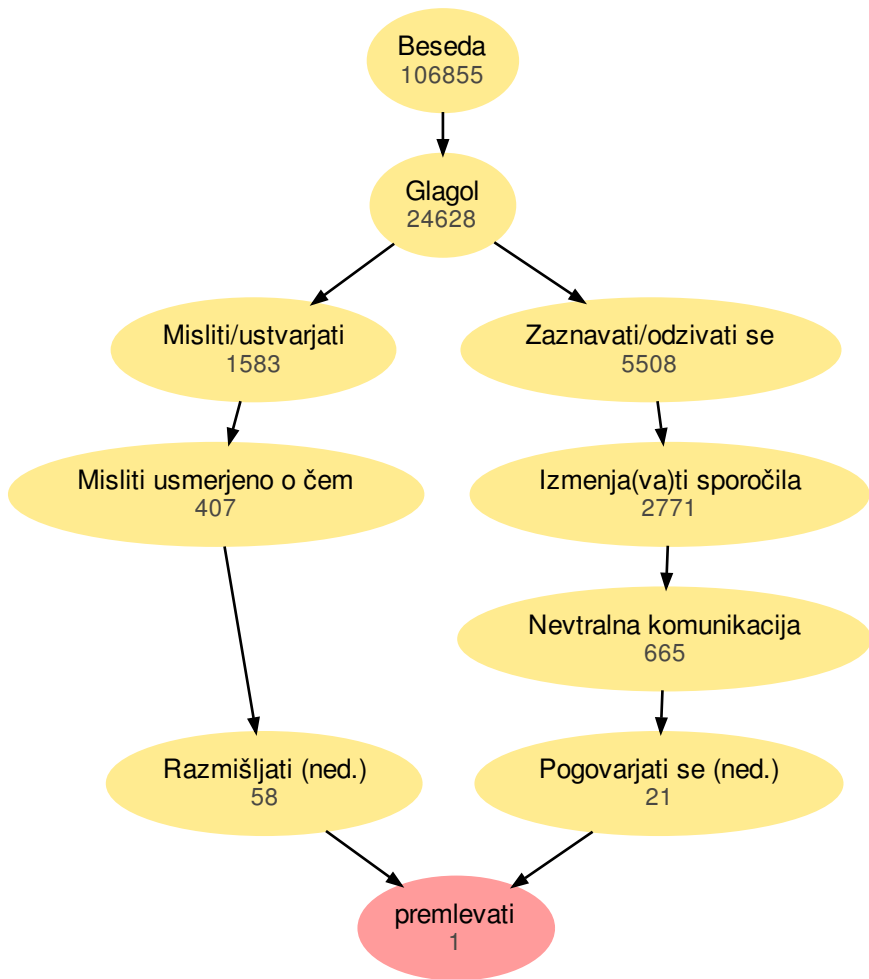 Beseda
106855
Glagol
24628
Misliti/ustvarjati
1583
Zaznavati/odzivati se
5508
Misliti usmerjeno o čem
407
Izmenja(va)ti sporočila
2771
Nevtralna komunikacija
665
Razmišljati (ned.)
58
Pogovarjati se (ned.)
21
premlevati
1